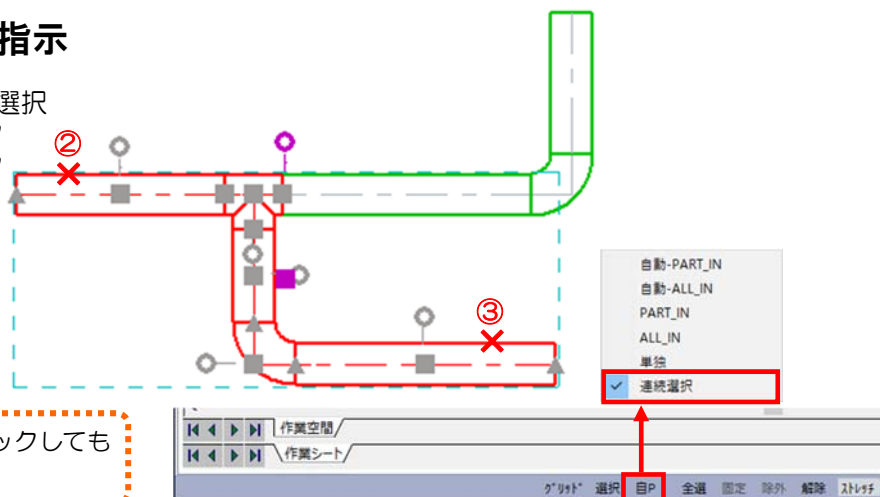 指示
選択
②
③
自動-PART_IN
自動-ALL_IN
PART_IN
ALL_IN
単独
連続選択
ックしても
作業空間
作業シート
グリッド 選択 自P 全選 固定 除外 解除 ストレッチ